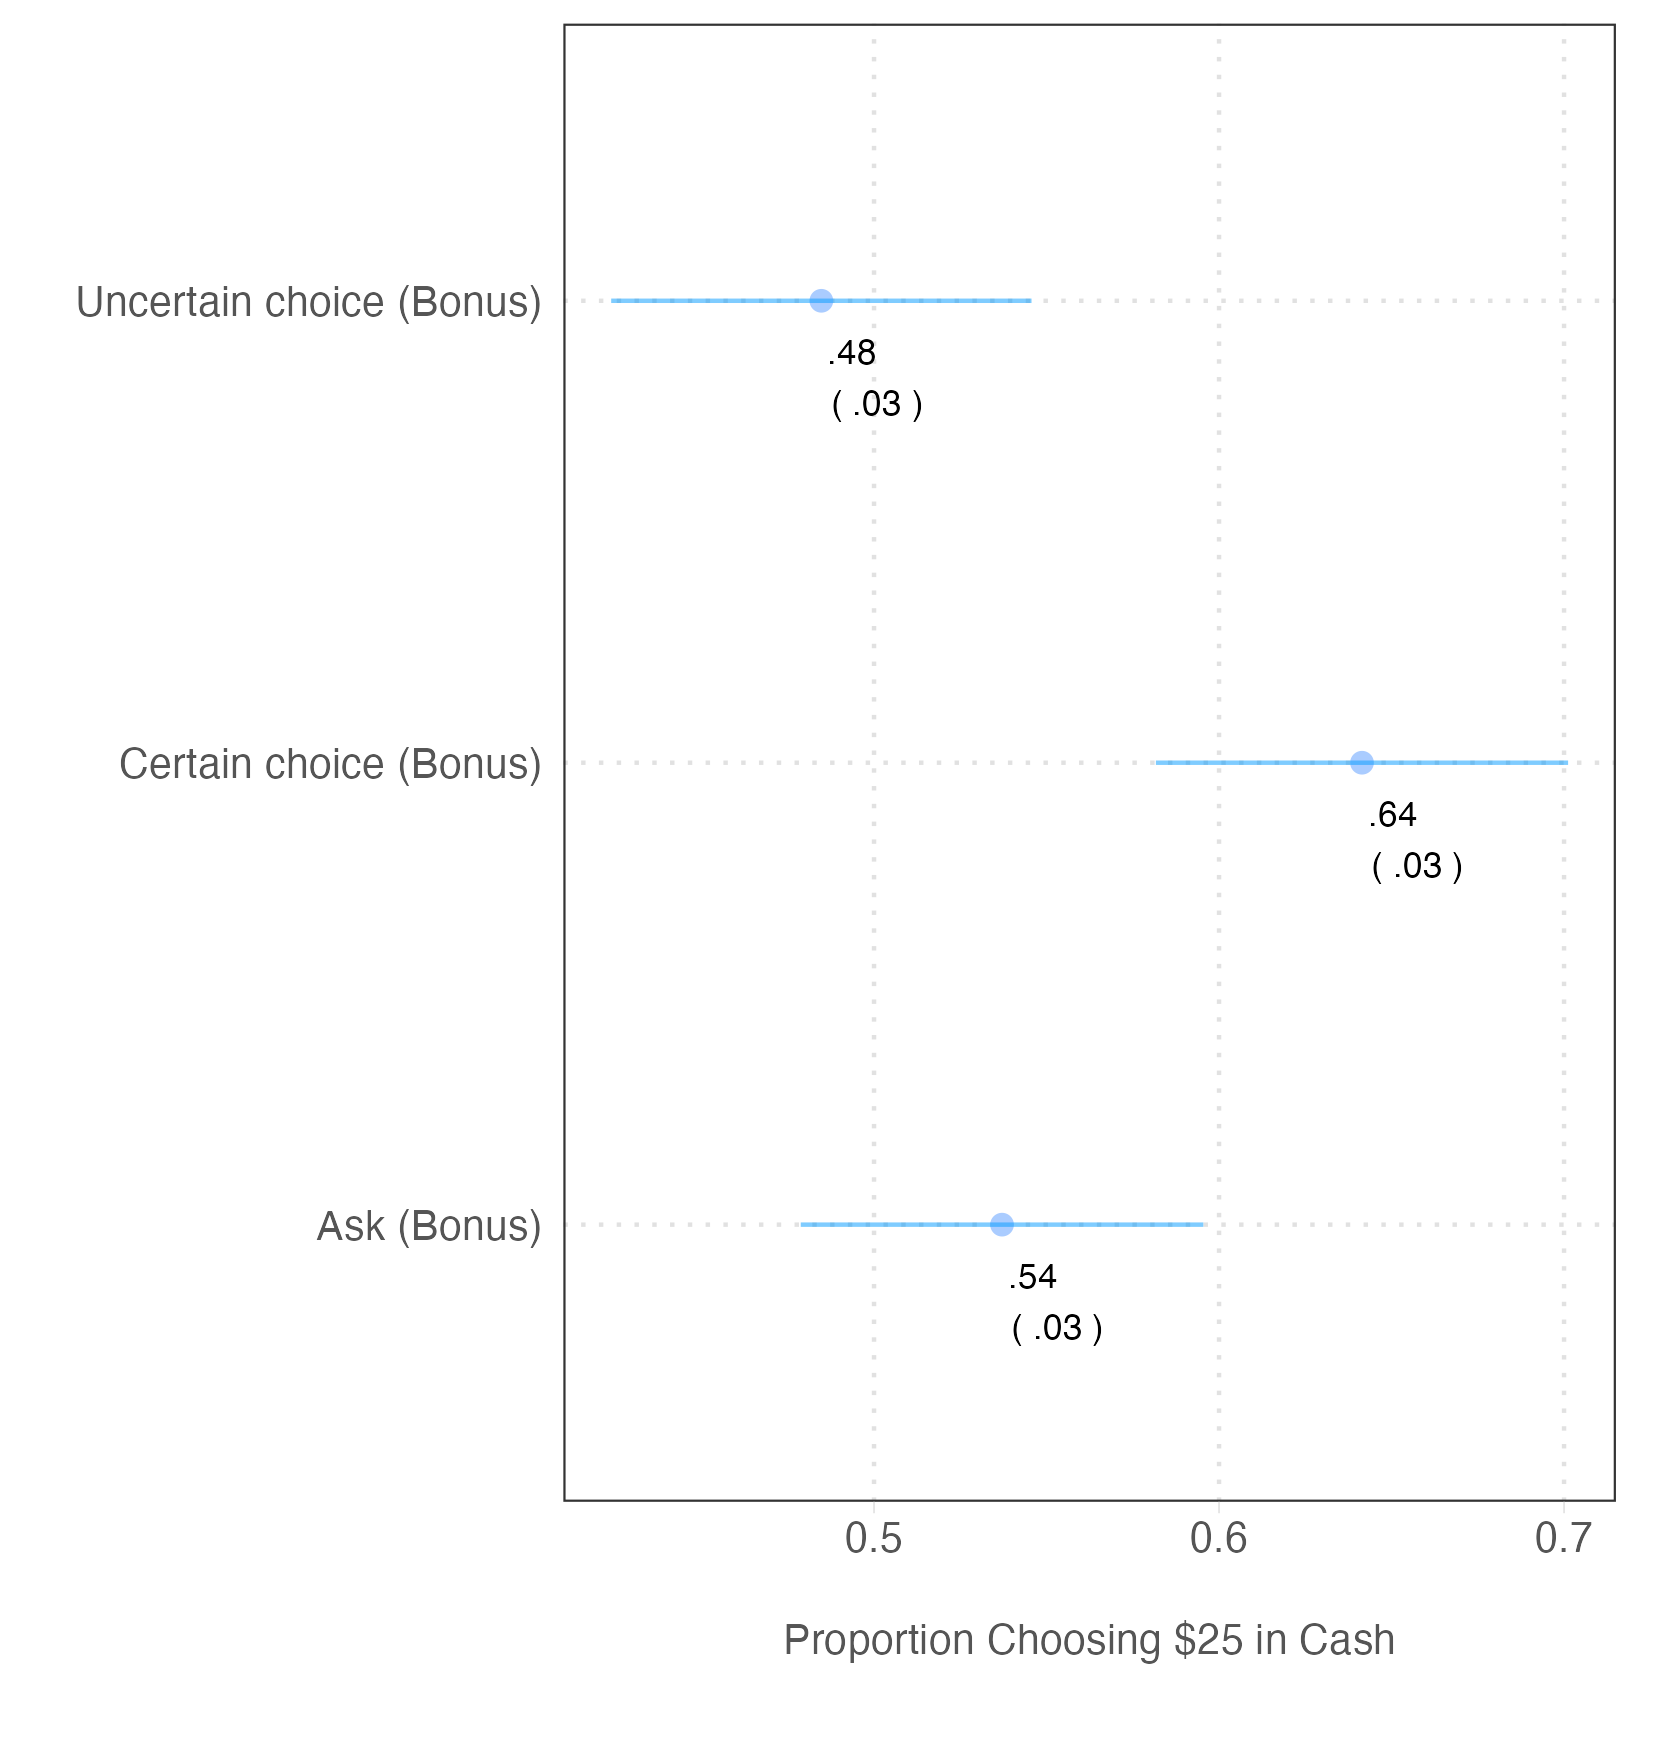 Uncertain choice (Bonus)
.48
( .03 )
Certain choice (Bonus)
.64
( .03 )
Ask (Bonus)
.54
( .03 )
0.5 0.6 0.7
Proportion Choosing $25 in Cash